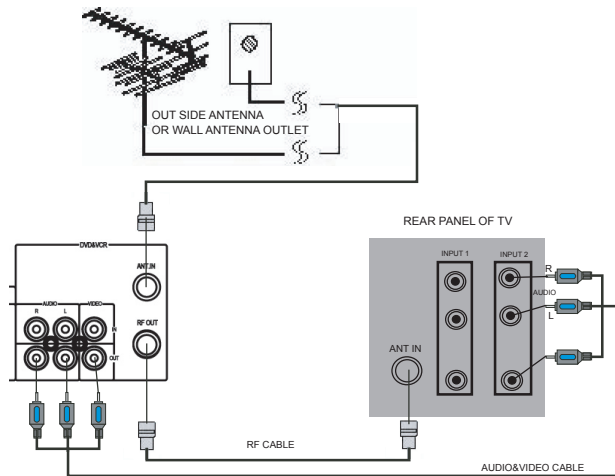 OUT SIDE ANTENNA
OR WALL ANTENNA OUTLET
DVD&VCR
ANT.IN
AUDIO
VIDEO
R
L
IN
RF OUT
OUT
REAR PANEL OF TV
INPUT 1
INPUT 2
R
AUDIO
L
ANT IN
RF CABLE
AUDIO&VIDEO CABLE